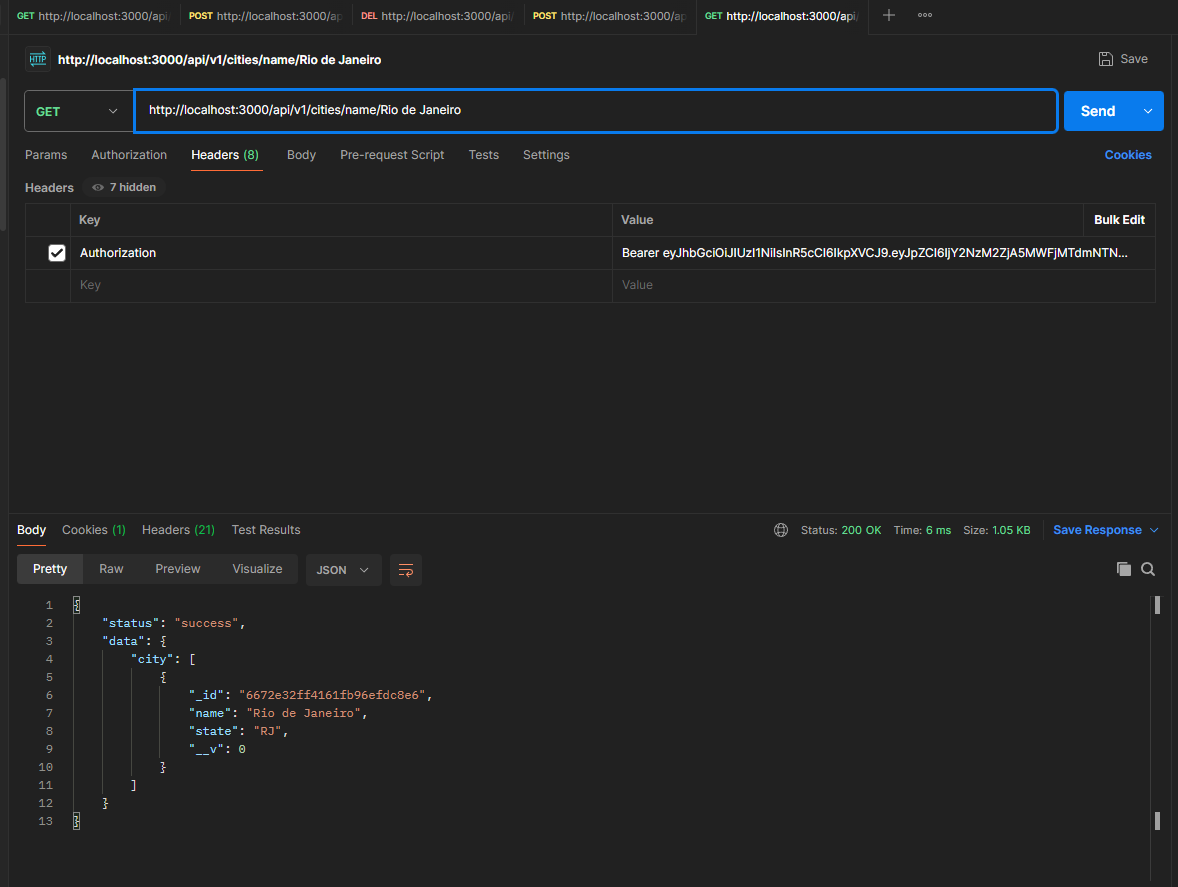 GET http://localhost:3000/api/ POST http://localhost:3000/ap DEL http://localhost:3000/api/ POST http://localhost:3000/ap GET http://localhost:3000/api/
HTTP http://localhost:3000/api/v1/cities/name/Rio de Janeiro Save
GET http://localhost:3000/api/v1/cities/name/Rio de Janeiro Send
Params Authorization Headers (8) Body Pre-request Script Tests Settings Cookies
Headers 7 hidden
Key Value Bulk Edit
Authorization Bearer eyJhbGciOiJIUzI1NiIsInR5cCI6IkpXVCJ9.eyJpZCI6IjY2NzM2ZjA5MWFjMTdmNTN...
Key Value
Body Cookies (1) Headers (21) Test Results Status: 200 OK Time: 6 ms Size: 1.05 KB Save Response
Pretty Raw Preview Visualize JSON
1 {
2 "status": "success",
3 "data": {
4 "city": [
5 {
6 "_id": "6672e32ff4161fb96efdc8e6",
7 "name": "Rio de Janeiro",
8 "state": "RJ",
9 "__v": 0
10 }
11 ]
12 }
13 }